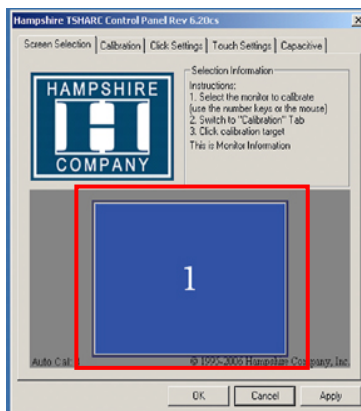 Hampshire TSHARC Control Panel Rev 6.20cs
Screen Selection Calibration Click Settings Touch Settings Capacitive
HAMPSHIRE
H
COMPANY
Selection Information
Instructions:
1. Select the monitor to calibrate
(use the number keys or the mouse)
2. Switch to "Calibration" Tab
3. Click calibration target
This is Monitor Information
1
Auto Cal:
© 1995-2006 Hampshire Company, Inc.
OK Cancel Apply